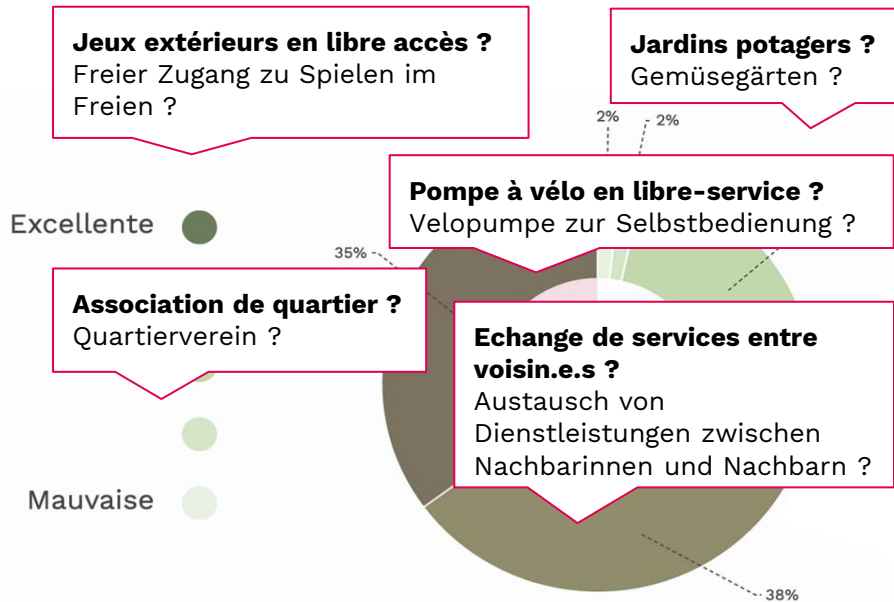 Jeux extérieurs en libre accès ?
Freier Zugang zu Spielen im
Freien ?
Jardins potagers ?
Gemüsegärten ?
2%
2%
Pompe à vélo en libre-service ?
Velopumpe zur Selbstbedienung ?
Excellente
35%
Association de quartier ?
Quartierverein ?
Echange de services entre
voisin.e.s ?
Austausch von
Dienstleistungen zwischen
Nachbarinnen und Nachbarn ?
Mauvaise
38%